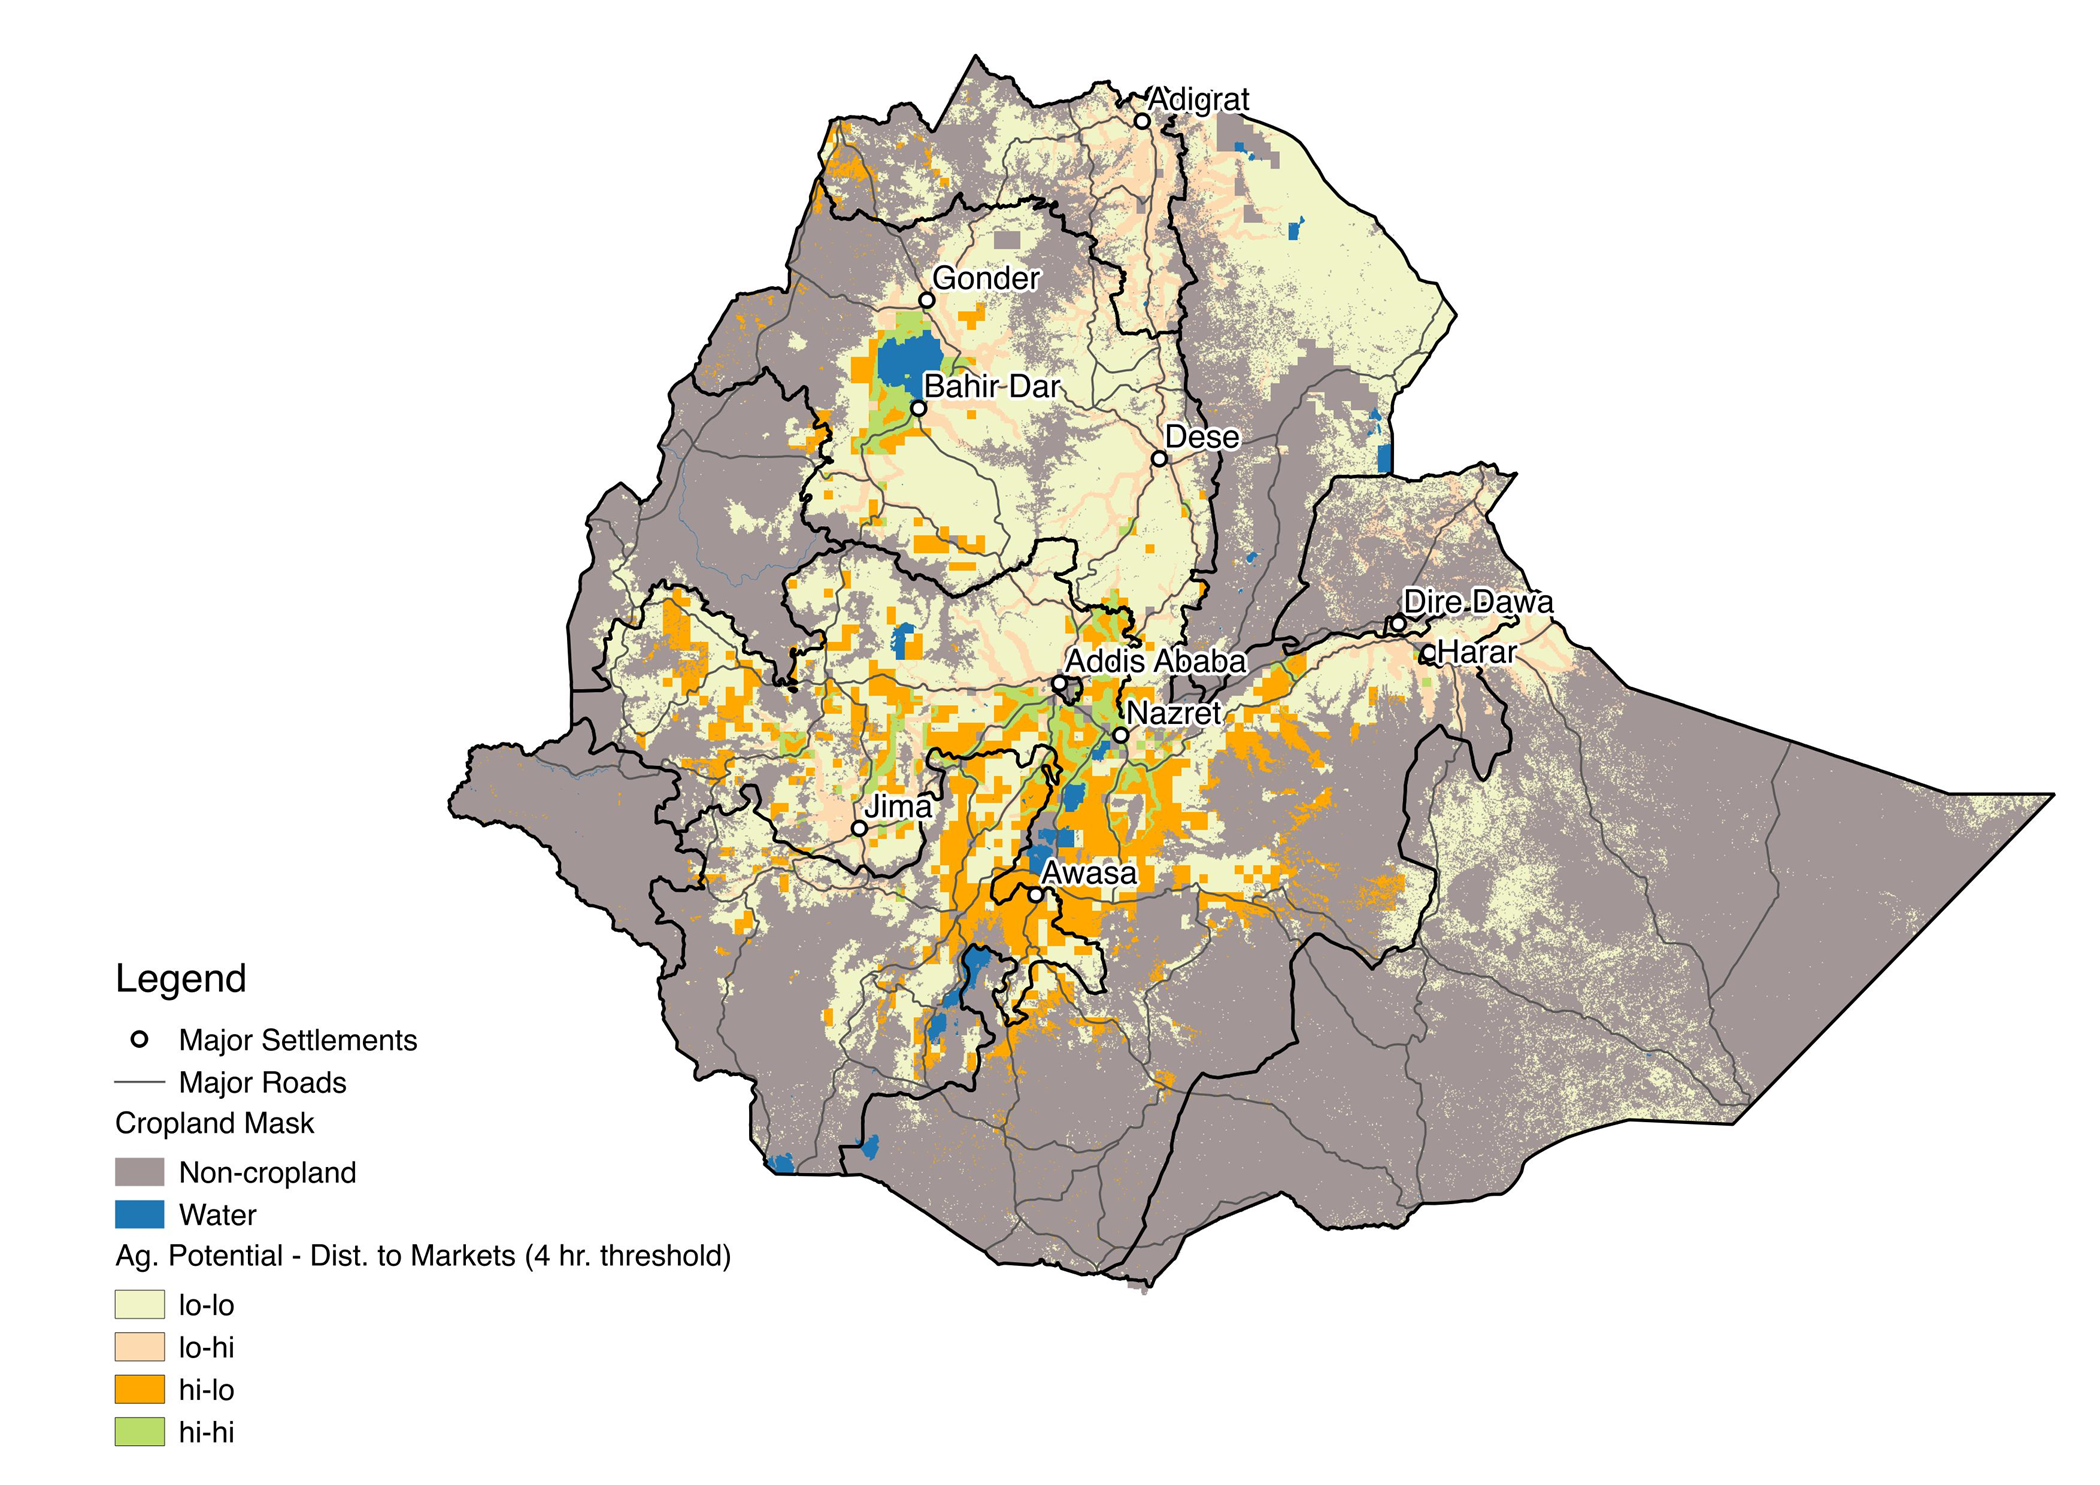 Adigrat
Gonder
Bahir Dar
Dese
Dire Dawa
Harar
Addis Ababa
Nazret
Jima
Awasa
Legend
Major Settlements
Major Roads
Cropland Mask
Non-cropland
Water
Ag. Potential - Dist. to Markets (4 hr. threshold)
lo-lo
lo-hi
hi-lo
hi-hi